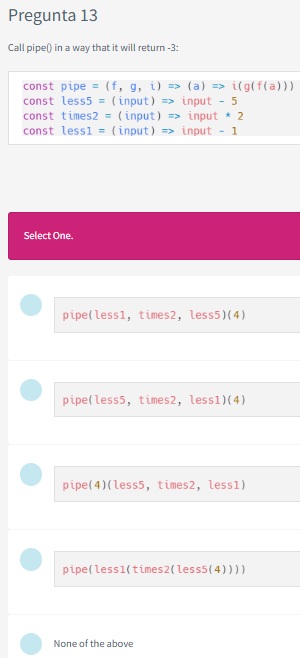 Pregunta 13
Call pipe() in a way that it will return -3:
const pipe = (f, g, i) => (a) => i(g(f(a)))
const less5 = (input) => input - 5
const times2 = (input) => input * 2
const less1 = (input) => input - 1
Select One.
pipe(less1, times2, less5)(4)
pipe(less5, times2, less1)(4)
pipe(4)(less5, times2, less1)
pipe(less1(times2(less5(4))))
None of the above